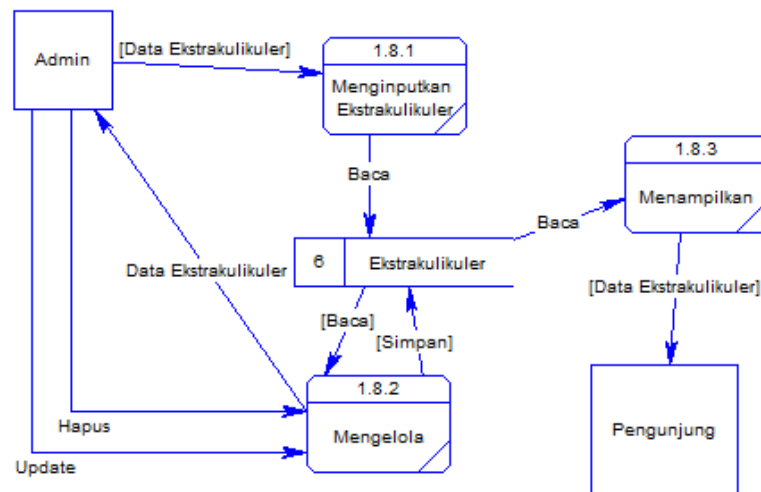 Admin
[Data Ekstrakulikuler]
1.8.1
Menginputkan
Ekstrakulikuler
Baca
1.8.3
Menampilkan
Baca
6
Ekstrakulikuler
Data Ekstrakulikuler
[Data Ekstrakulikuler]
[Baca]
[Simpan]
1.8.2
Mengelola
Hapus
Update
Pengunjung